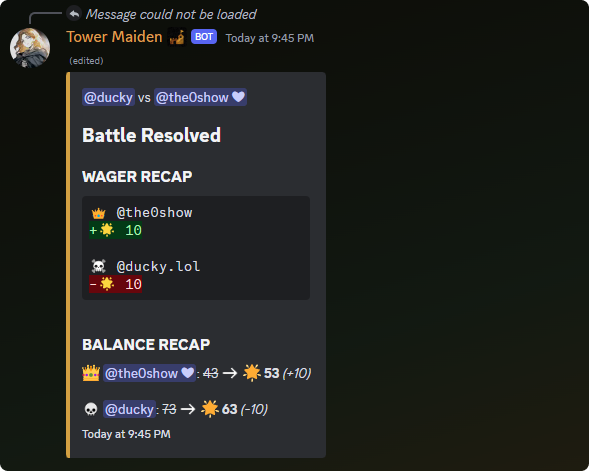 Message could not be loaded
Tower Maiden BOT Today at 9:45 PM
(edited)
@ducky vs @the0show 💜
Battle Resolved
WAGER RECAP
👑 @the0show
+🌟 10
☠️ @ducky.lol
-🌟 10
BALANCE RECAP
👑 @the0show 💜: 43 → 🌟 53 (+10)
💀 @ducky: 73 → 🌟 63 (-10)
Today at 9:45 PM